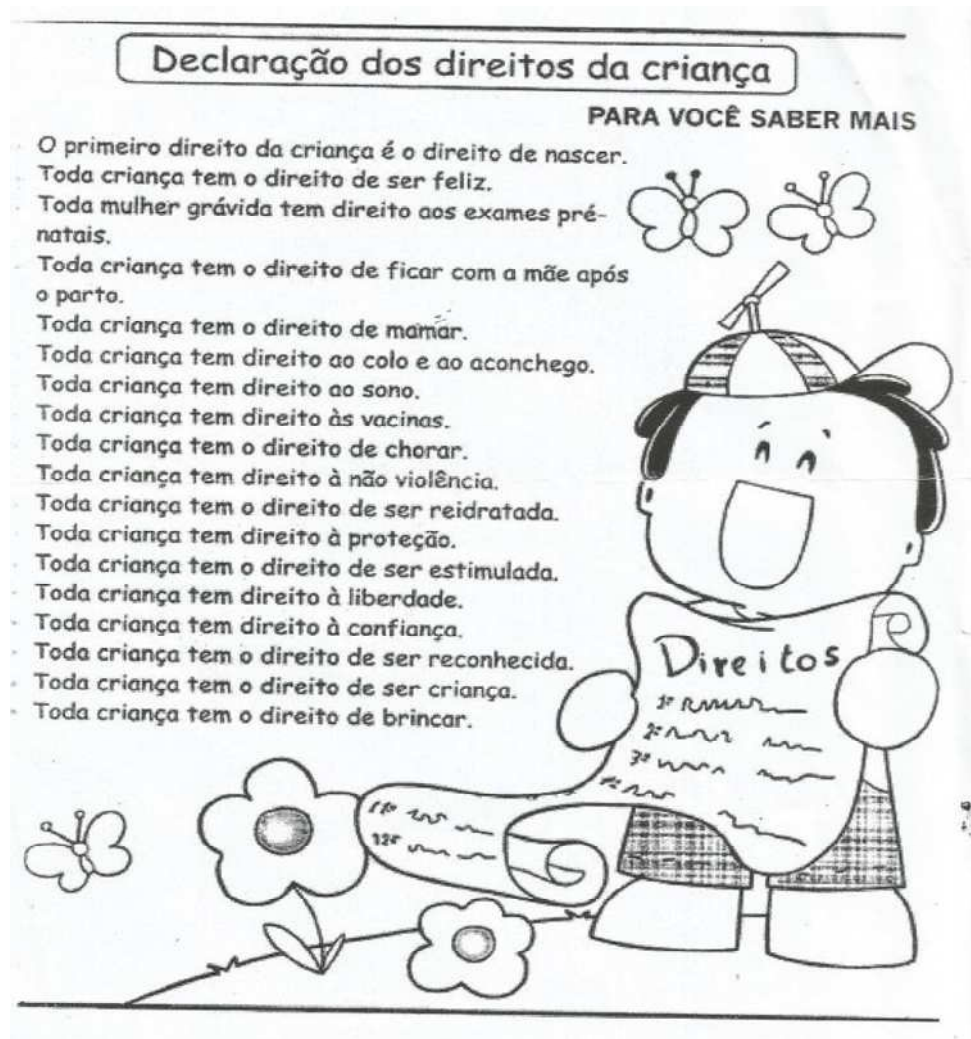 Declaração dos direitos da criança
PARA VOCÊ SABER MAIS
O primeiro direito da criança é o direito de nascer.
Toda criança tem o direito de ser feliz.
Toda mulher grávida tem direito aos exames pré-
natais.
Toda criança tem o direito de ficar com a mãe após
o parto.
Toda criança tem o direito de mamar.
Toda criança tem direito ao colo e ao aconchego.
Toda criança tem direito ao sono.
Toda criança tem direito às vacinas.
Toda criança tem o direito de chorar.
Toda criança tem direito à não violência.
Toda criança tem o direito de ser reidratada.
Toda criança tem direito à proteção.
Toda criança tem o direito de ser estimulada.
Toda criança tem direito à liberdade.
Toda criança tem direito à confiança.
Toda criança tem o direito de ser reconhecida.
Toda criança tem o direito de ser criança.
Toda criança tem o direito de brincar.
Direitos
1º
2º
3º
11º
12º